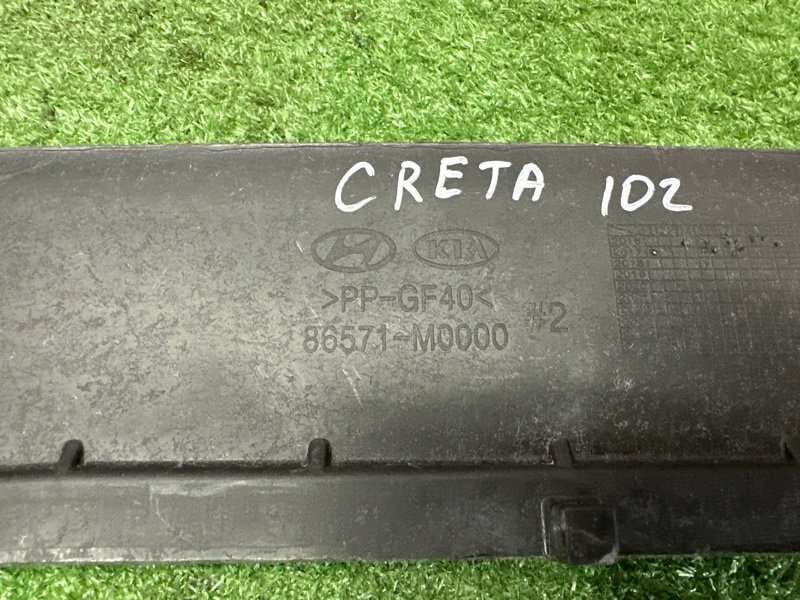 CRETA 102
KIA
>PP-GF40<
86571-M0000 #2